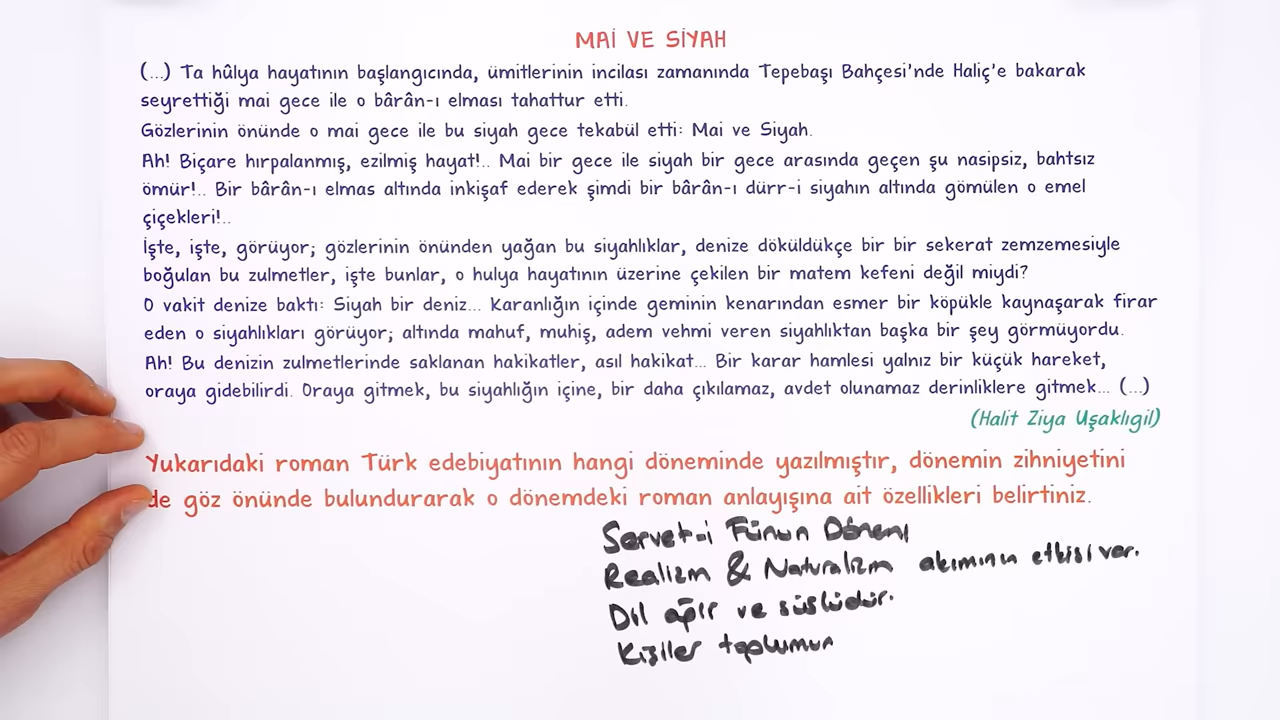 MAİ VE SİYAH
(...) Ta hûlya hayatının başlangıcında, ümitlerinin incilası zamanında Tepebaşı Bahçesi'nde Haliç'e bakarak
seyrettiği mai gece ile o bârân-ı elması tahattur etti.
Gözlerinin önünde o mai gece ile bu siyah gece tekabül etti: Mai ve Siyah.
Ah! Biçare hırpalanmış, ezilmiş hayat!.. Mai bir gece ile siyah bir gece arasında geçen şu nasipsiz, bahtsız
ömür!.. Bir bârân-ı elmas altında inkişaf ederek şimdi bir bârân-ı dürr-i siyahın altında gömülen o emel
çiçekleri!..
İşte, işte, görüyor; gözlerinin önünden yağan bu siyahlıklar, denize döküldükçe bir bir sekerat zemzemesiyle
boğulan bu zulmetler, işte bunlar, o hulya hayatının üzerine çekilen bir matem kefeni değil miydi?
O vakit denize baktı: Siyah bir deniz... Karanlığın içinde geminin kenarından esmer bir köpükle kaynaşarak firar
eden o siyahlıkları görüyor; altında mahuf, muhiş, adem vehmi veren siyahlıktan başka bir şey görmüyordu.
Ah! Bu denizin zulmetlerinde saklanan hakikatler, asıl hakikat... Bir karar hamlesi yalnız bir küçük hareket,
oraya gidebilirdi. Oraya gitmek, bu siyahlığın içine, bir daha çıkılamaz, avdet olunamaz derinliklere gitmek... (...)
(Halit Ziya Uşaklıgil)
Yukarıdaki roman Türk edebiyatının hangi döneminde yazılmıştır, dönemin zihniyetini
de göz önünde bulundurarak o dönemdeki roman anlayışına ait özellikleri belirtiniz.
Servet-i Fünun Dönemi
Realizm & Naturalizm akımının etkisi var.
Dil ağır ve süslüdür.
Kişiler toplumun